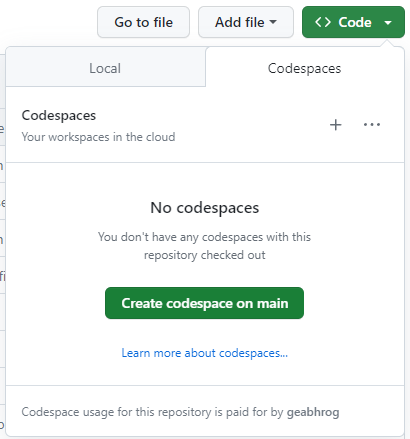 Go to file Add file Code
Local Codespaces
Codespaces
Your workspaces in the cloud
No codespaces
You don't have any codespaces with this
repository checked out
Create codespace on main
Learn more about codespaces...
Codespace usage for this repository is paid for by geabhrog